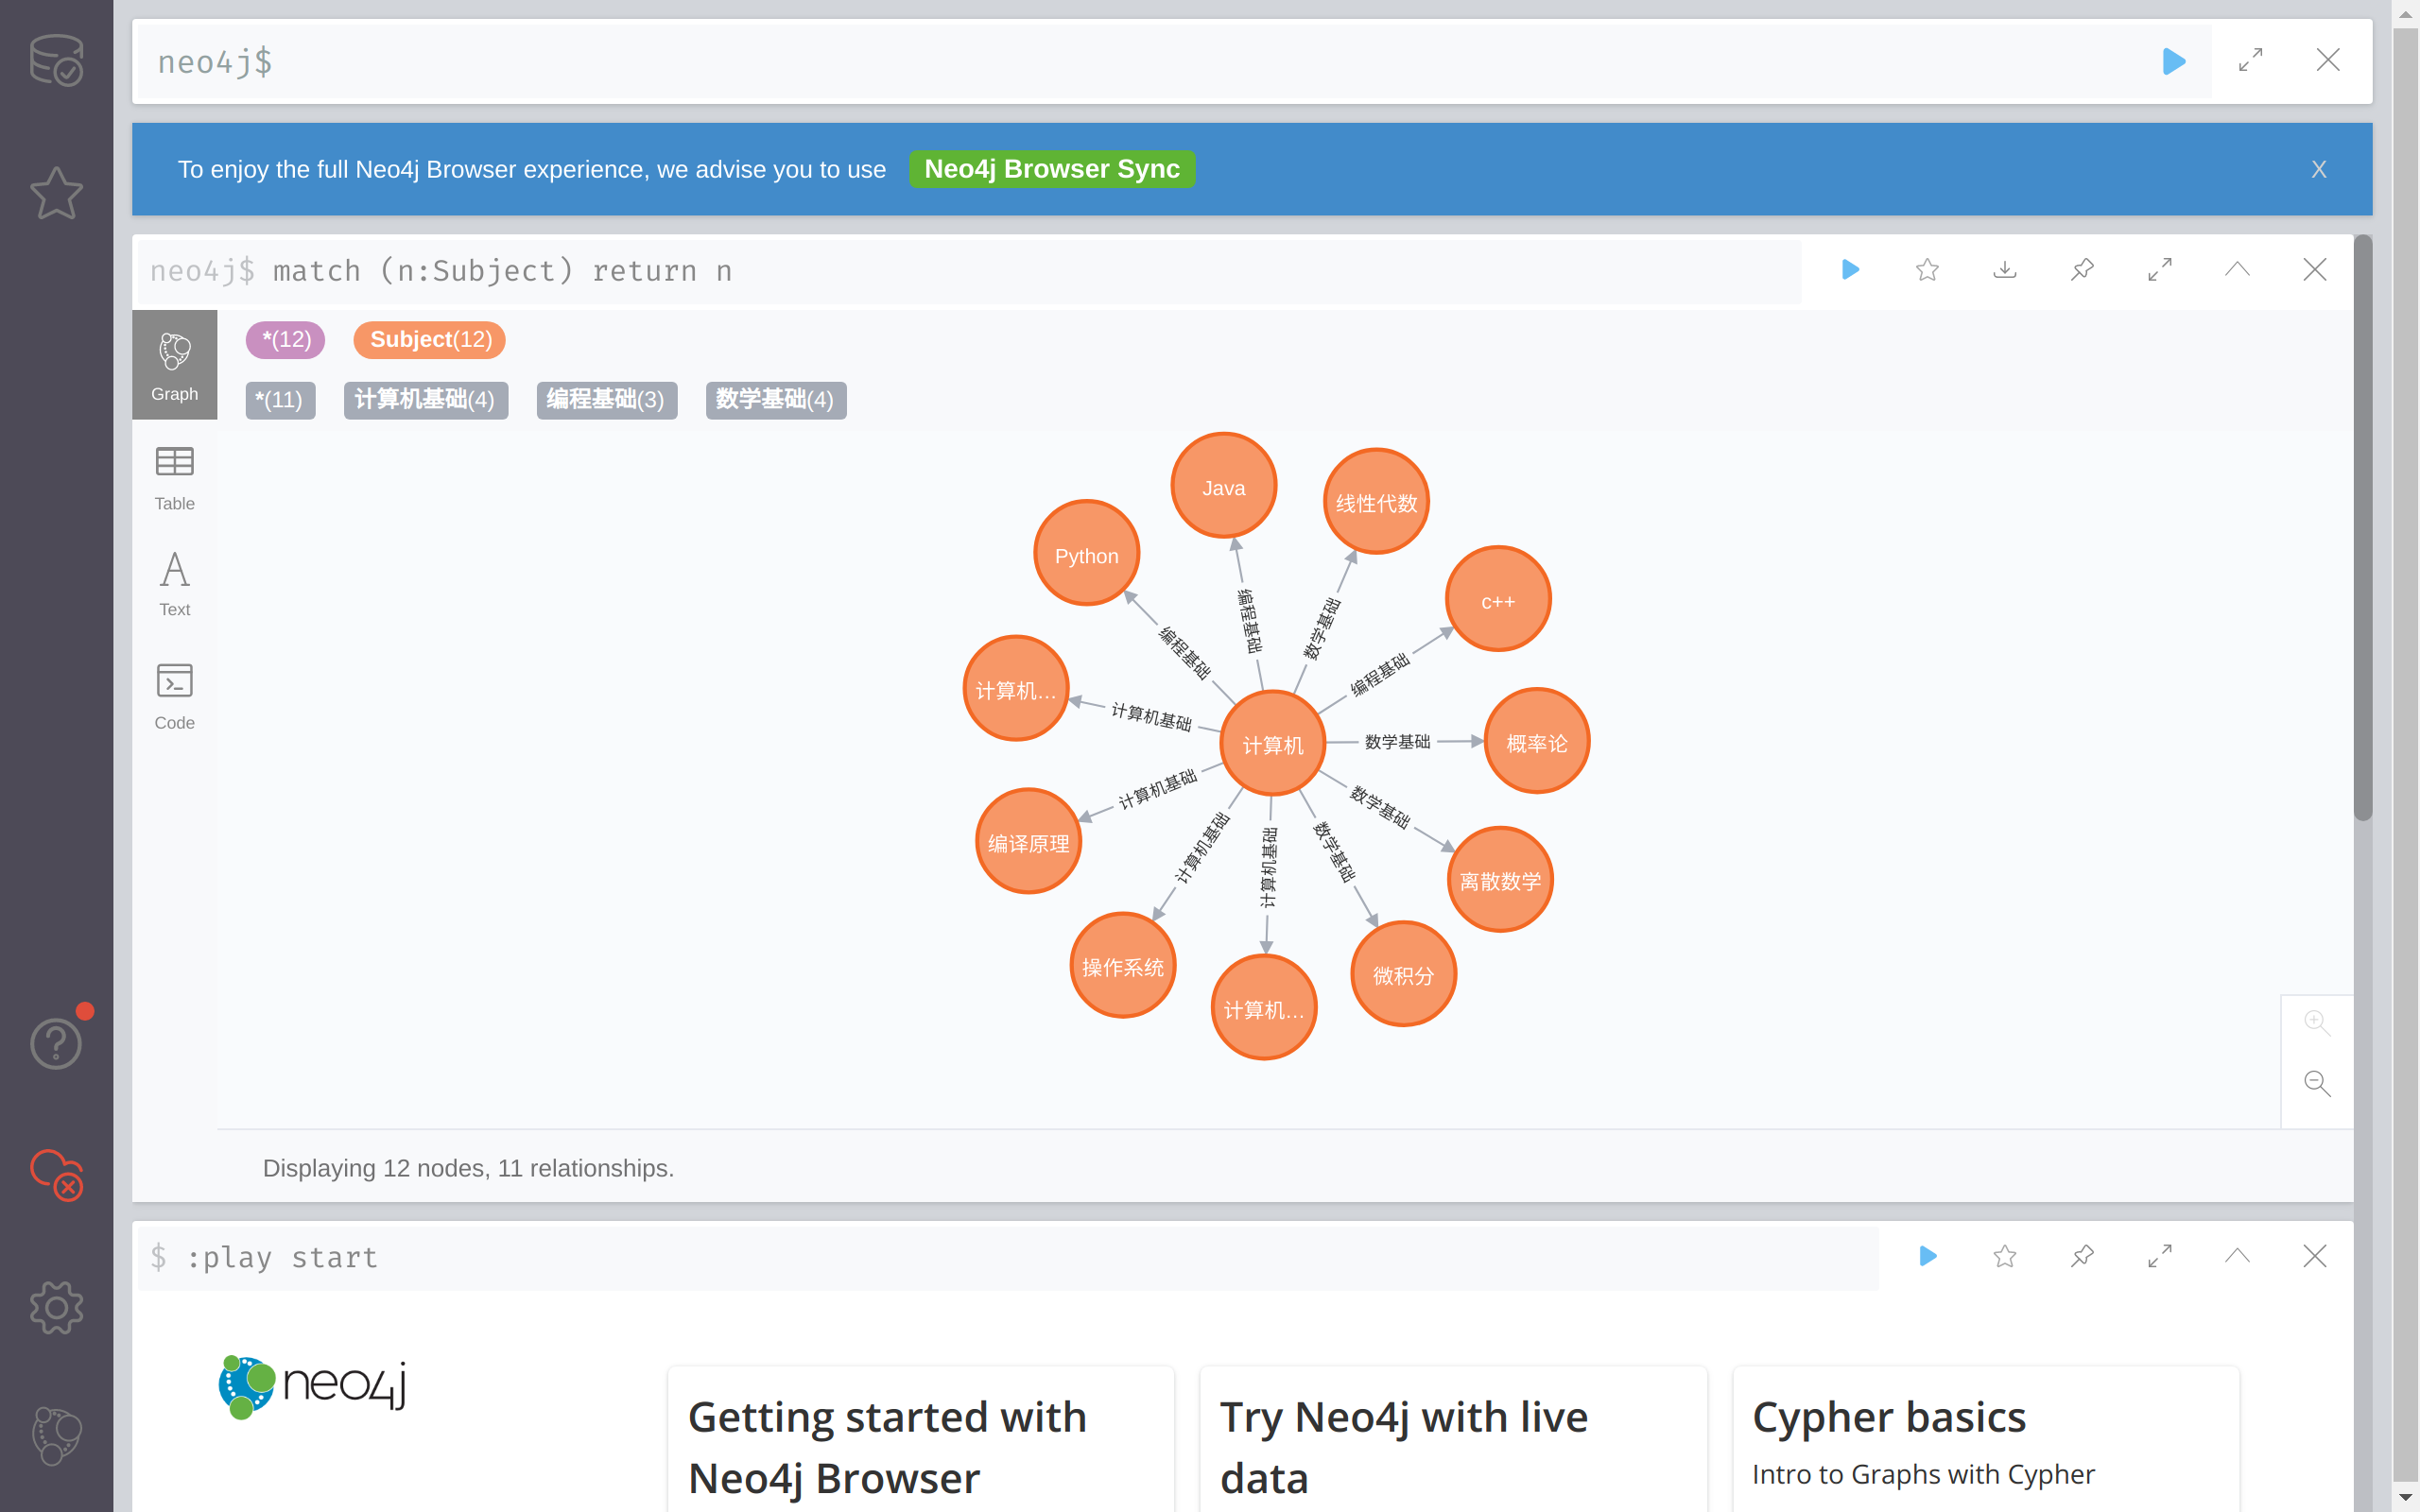 neo4j$
To enjoy the full Neo4j Browser experience, we advise you to use Neo4j Browser Sync X
neo4j$ match (n:Subject) return n
*(12) Subject(12)
Graph
*(11) 计算机基础(4) 编程基础(3) 数学基础(4)
Table
Text
Code
Java
线性代数
Python
c++
编程基础
数学基础
编程基础
编程基础
计算机…
计算机基础
计算机
数学基础
概率论
计算机基础
数学基础
编译原理
计算机基础
计算机基础
数学基础
离散数学
操作系统
计算机…
微积分
Displaying 12 nodes, 11 relationships.
$ :play start
neo4j
Getting started with
Neo4j Browser
Try Neo4j with live
data
Cypher basics
Intro to Graphs with Cypher